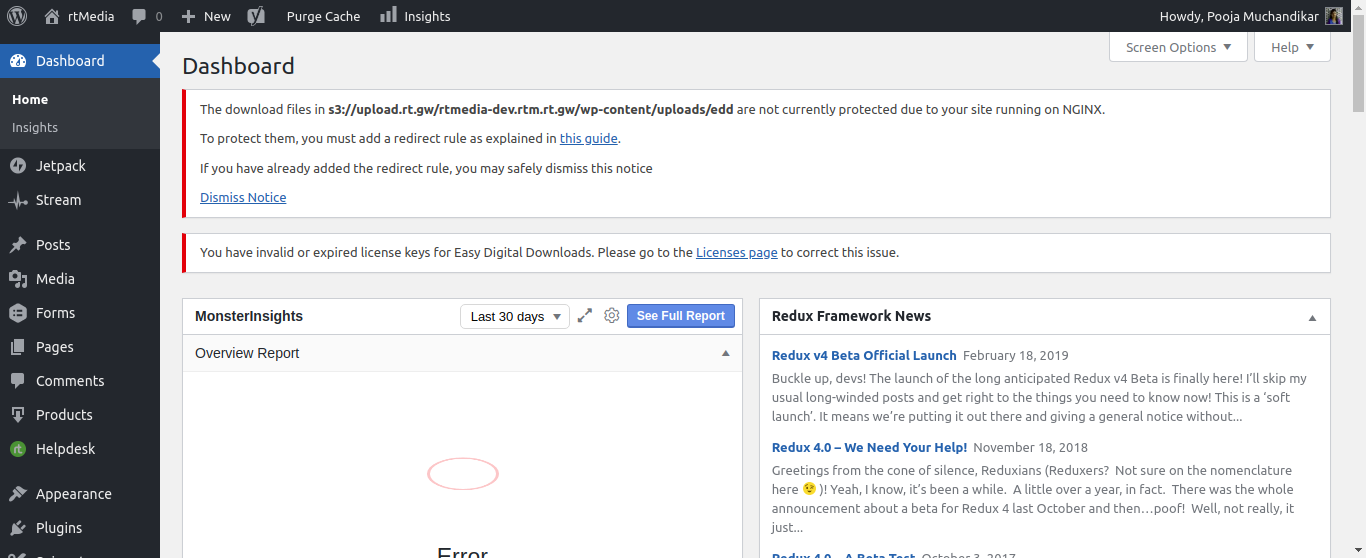 rtMedia 0 New Purge Cache Insights Howdy, Pooja Muchandikar
Screen Options Help
Dashboard
Home
Insights
Jetpack
Stream
Posts
Media
Forms
Pages
Comments
Products
Helpdesk
Appearance
Plugins
Dashboard
The download files in s3://upload.rt.gw/rtmedia-dev.rtm.rt.gw/wp-content/uploads/edd are not currently protected due to your site running on NGINX.
To protect them, you must add a redirect rule as explained in this guide.
If you have already added the redirect rule, you may safely dismiss this notice
Dismiss Notice
You have invalid or expired license keys for Easy Digital Downloads. Please go to the Licenses page to correct this issue.
MonsterInsights Last 30 days See Full Report
Overview Report
Error
Redux Framework News
Redux v4 Beta Official Launch February 18, 2019
Buckle up, devs! The launch of the long anticipated Redux v4 Beta is finally here! I’ll skip my
usual long-winded posts and get right to the things you need to know now! This is a ‘soft
launch’. It means we’re putting it out there and giving a general notice without...
Redux 4.0 – We Need Your Help! November 18, 2018
Greetings from the cone of silence, Reduxians (Reduxers? Not sure on the nomenclature
here 😉 )! Yeah, I know, it’s been a while. A little over a year, in fact. There was the whole
announcement about a beta for Redux 4 last October and then…poof! Well, not really, it
just...
Redux 4.0 – A Beta Test October 3, 2017